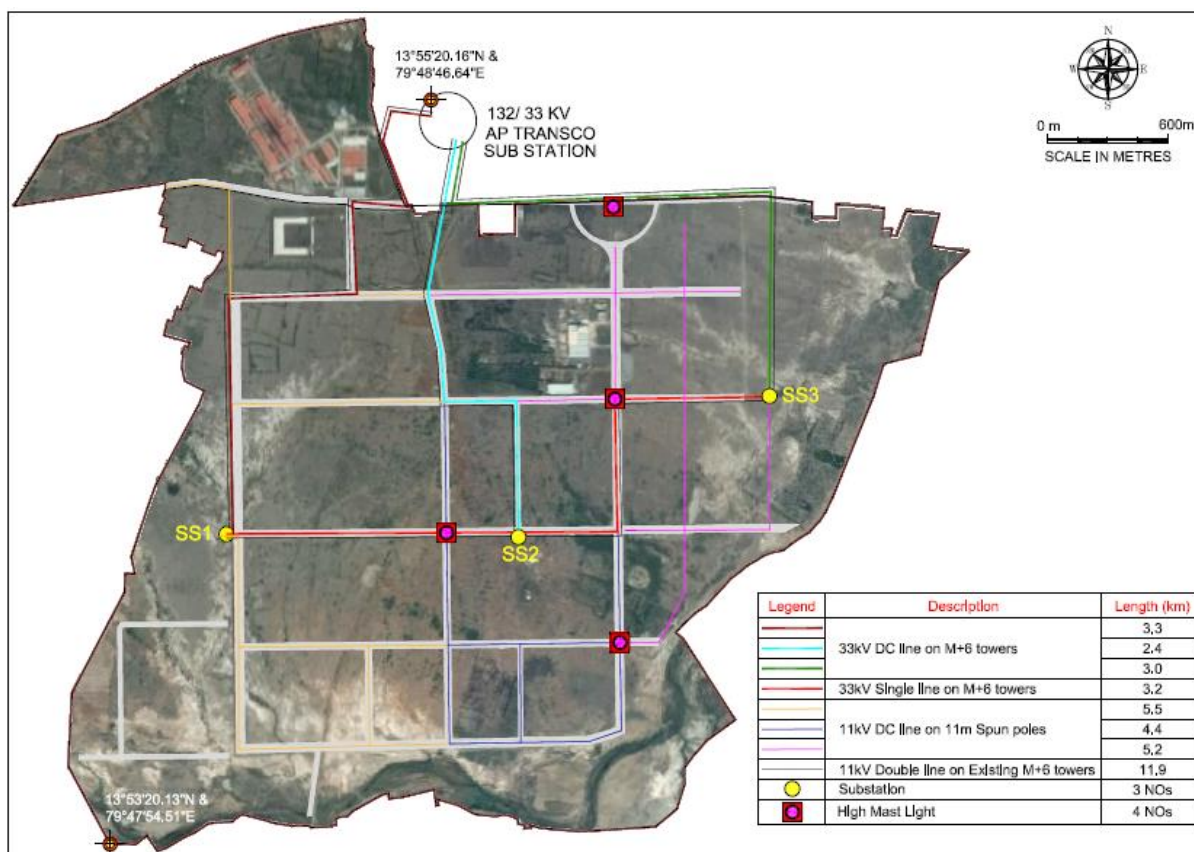 13°55'20.16"N &
79°48'46.64"E
132/ 33 KV
AP TRANSCO
SUB STATION
N
W
E
S
0 m 600m
SCALE IN METRES
SS3
SS1
SS2
Legend Description Length (km)
33kV DC line on M+6 towers
3.3
2.4
3.0
33kV Single line on M+6 towers 3.2
11kV DC line on 11m Spun poles
5.5
4.4
5.2
11kV Double line on Existing M+6 towers 11.9
Substation 3 NOs
High Mast Light 4 NOs
13°53'20.13"N &
79°47'54.51"E